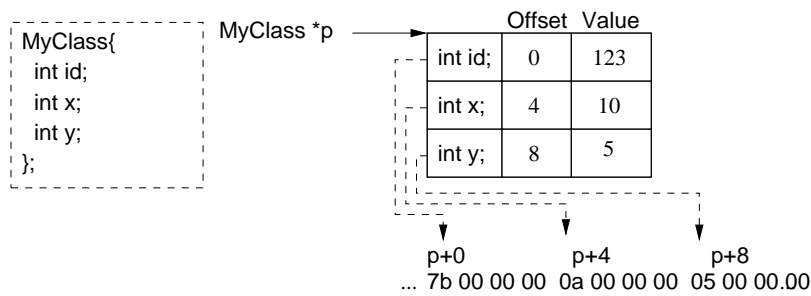 MyClass{
int id;
int x;
int y;
};
MyClass *p
Offset Value
int id; 0 123
int x; 4 10
int y; 8 5
p+0 p+4 p+8
... 7b 00 00 00 0a 00 00 00 05 00 00 00